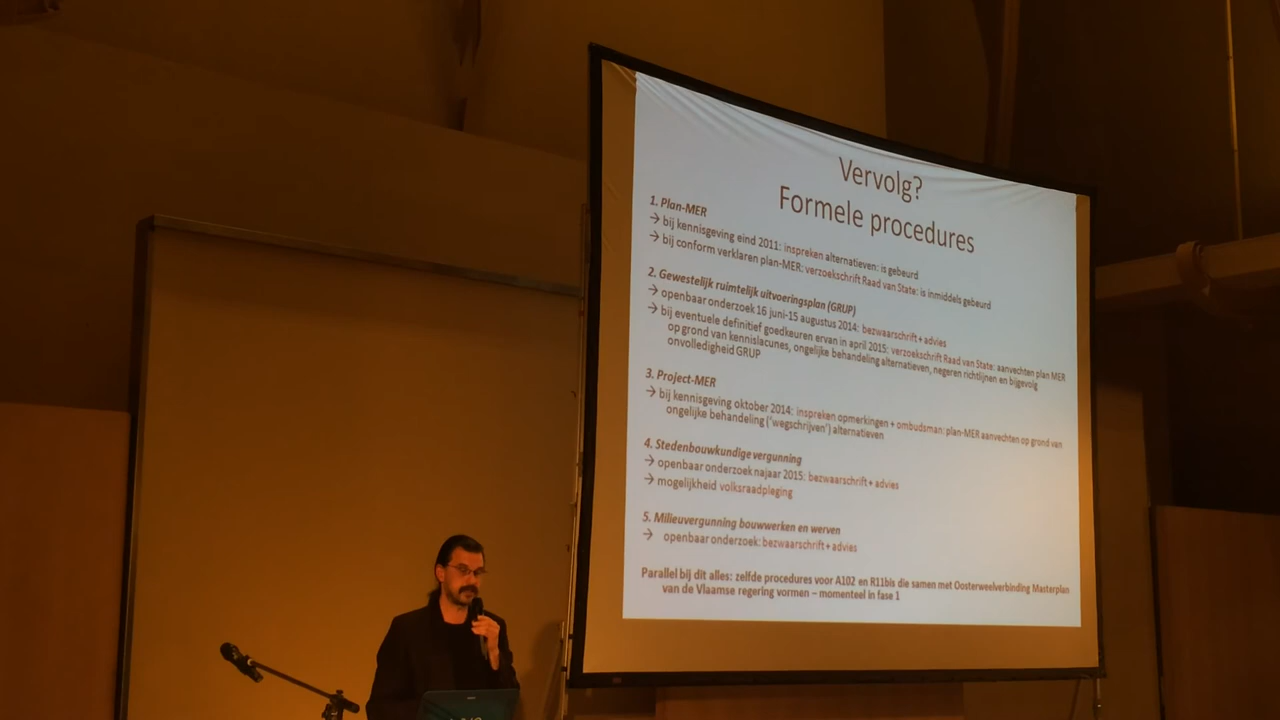 Vervolg?
Formele procedures
1. Plan-MER
→ bij kennisgeving eind 2011: inspreken alternatieven: is gebeurd
→ bij conform verklaren plan-MER: verzoekschrift Raad van State: is inmiddels gebeurd
2. Gewestelijk ruimtelijk uitvoeringsplan (GRUP)
→ openbaar onderzoek 16 juni-15 augustus 2014: bezwaarschrift + advies
→ bij eventuele definitief goedkeuren ervan in april 2015: verzoekschrift Raad van State: aanvechten plan MER
op grond van kennislacunes, ongelijke behandeling alternatieven, negeren richtlijnen en bijgevolg
onvolledigheid GRUP
3. Project-MER
→ bij kennisgeving oktober 2014: inspreken opmerkingen + ombudsman: plan-MER aanvechten op grond van
ongelijke behandeling ('wegschrijven') alternatieven
4. Stedenbouwkundige vergunning
→ openbaar onderzoek najaar 2015: bezwaarschrift + advies
→ mogelijkheid volksraadpleging
5. Milieuvergunning bouwwerken en werven
→ openbaar onderzoek: bezwaarschrift + advies
Parallel bij dit alles: zelfde procedures voor A102 en R11bis die samen met Oosterweelverbinding Masterplan
van de Vlaamse regering vormen – momenteel in fase 1